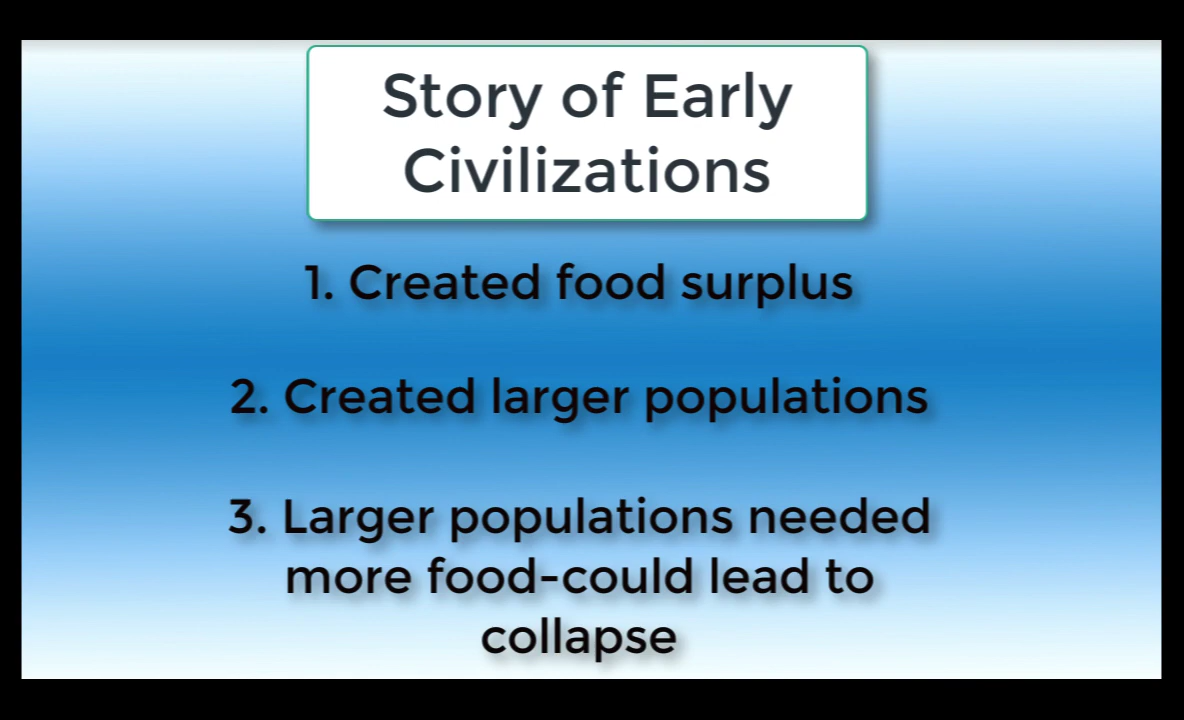 Story of Early
Civilizations
1. Created food surplus
2. Created larger populations
3. Larger populations needed
more food-could lead to
collapse